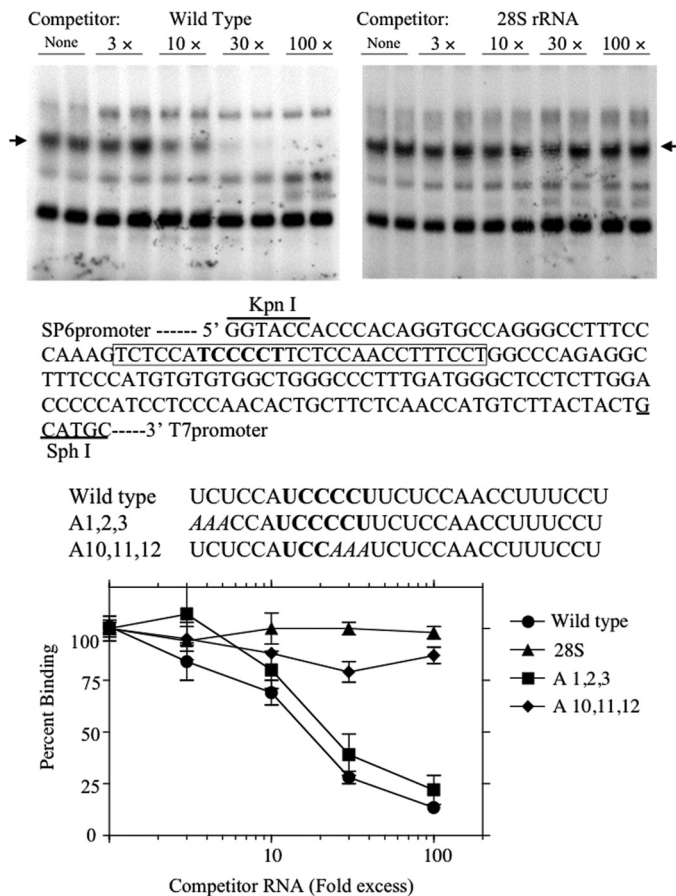 Competitor: Wild Type
None 3 × 10 × 30 × 100 ×
Competitor: 28S rRNA
None 3 × 10 × 30 × 100 ×
Kpn I
SP6promoter ------ 5’ GGTACCACCCACAGGTGCCAGGGCCTTTCC
CAAAGTCTCCATCCCCTTCTCCAACCTTTCCTGGCCCAGAGGC
TTTCCCATGTGTGTGGCTGGGCCCTTTGATGGGCTCCTCTTGGA
CCCCCATCCTCCCAACACTGCTTCTCAACCATGTCTTACTACTG
CATGC-----3’ T7promoter
Sph I
Wild type UCUCCAUCCCCUUCUCCAACCUUUCCU
A1,2,3 AAACCAUCCCCUUCUCCAACCUUUCCU
A10,11,12 UCUCCAUCCAAAUCUCCAACCUUUCCU
Percent Binding
100
75
50
25
0
10
100
Competitor RNA (Fold excess)
Wild type
28S
A 1,2,3
A 10,11,12